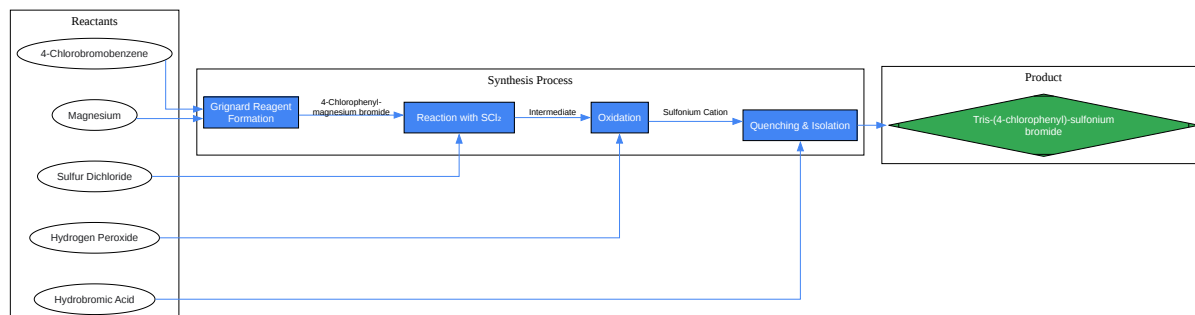 Reactants
4-Chlorobromobenzene
Magnesium
Sulfur Dichloride
Hydrogen Peroxide
Hydrobromic Acid
Synthesis Process
Grignard Reagent
Formation
4-Chlorophenyl-
magnesium bromide
Reaction with SCl₂
Intermediate
Oxidation
Sulfonium Cation
Quenching & Isolation
Product
Tris-(4-chlorophenyl)-sulfonium
bromide